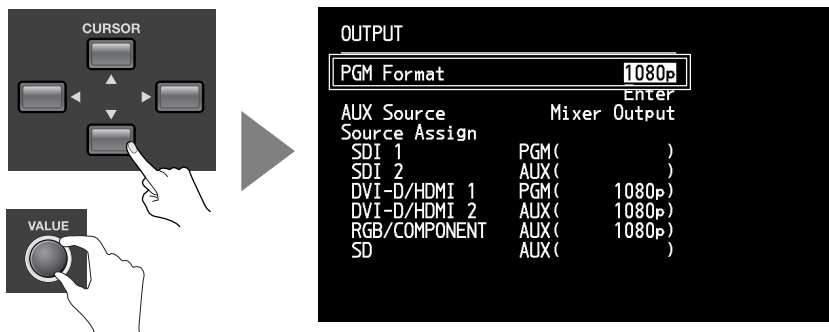 CURSOR
VALUE
OUTPUT
PGM Format 1080p
Enter
AUX Source Mixer Output
Source Assign
SDI 1 PGM( )
SDI 2 AUX( )
DVI-D/HDMI 1 PGM( 1080p)
DVI-D/HDMI 2 AUX( 1080p)
RGB/COMPONENT AUX( 1080p)
SD AUX( )